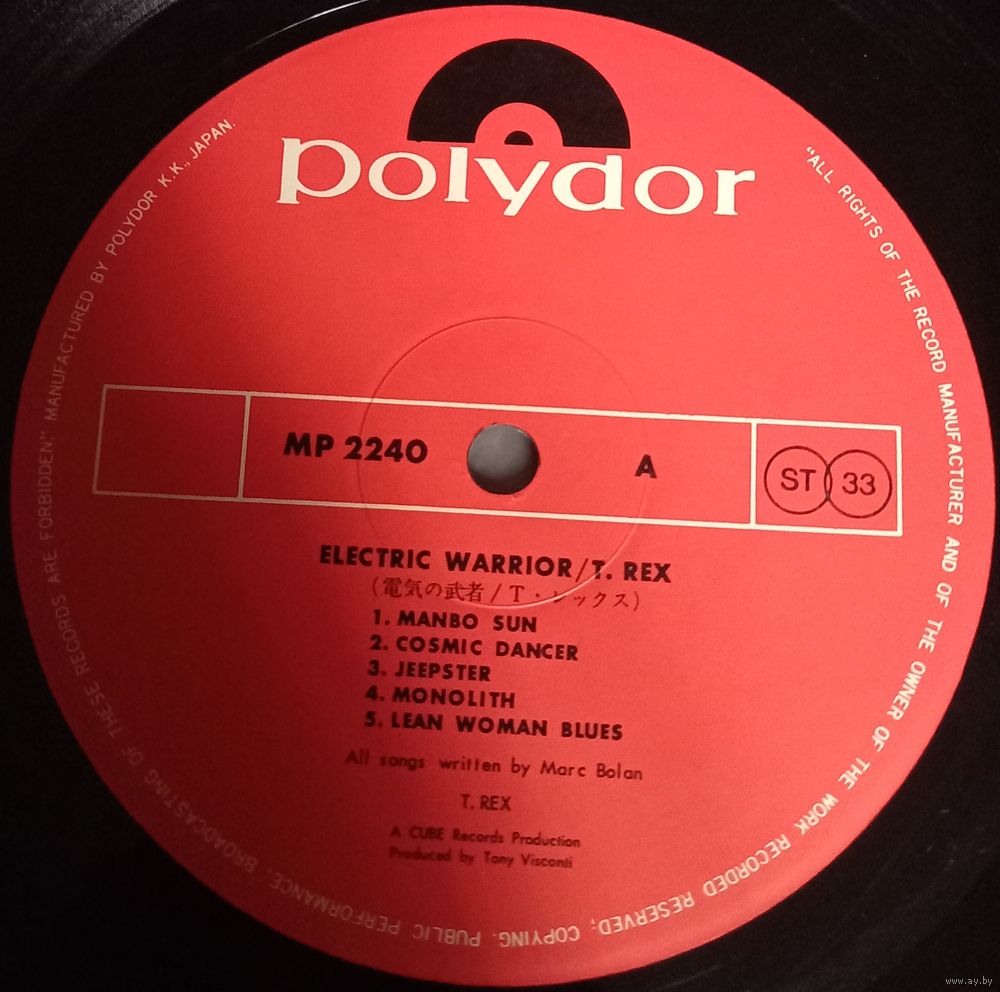 polydor
MP 2240
A
ST 33
ELECTRIC WARRIOR/T. REX
(電気の武者/T・レックス)
1. MANBO SUN
2. COSMIC DANCER
3. JEEPSTER
4. MONOLITH
5. LEAN WOMAN BLUES
All songs written by Marc Bolan
T. REX
A CUBE Records Production
Produced by Tony Visconti
"ALL RIGHTS OF THE RECORD MANUFACTURER AND OF THE OWNER OF THE WORK RECORDED RESERVED; COPYING. PUBLIC PERFORMANCE, BROADCASTING OF THESE RECORDS ARE FORBIDDEN" MANUFACTURED BY POLYDOR K.K., JAPAN.
www.ay.by